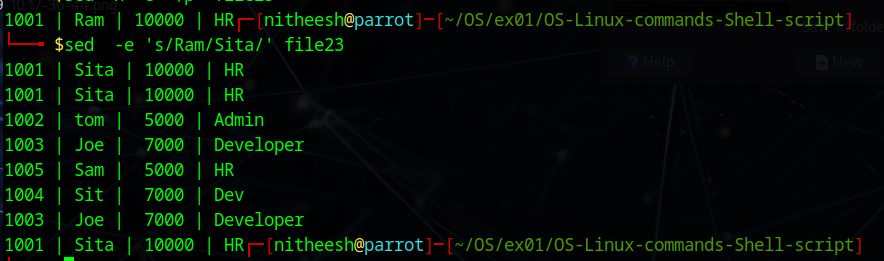 1001 | Ram | 10000 | HR┌─[nitheesh@parrot]─[~/OS/ex01/OS-Linux-commands-Shell-script]
└──╼ $sed  -e 's/Ram/Sita/' file23
1001 | Sita | 10000 | HR
1001 | Sita | 10000 | HR
1002 | tom |  5000 | Admin
1003 | Joe |  7000 | Developer
1005 | Sam |  5000 | HR
1004 | Sit |  7000 | Dev
1003 | Joe |  7000 | Developer
1001 | Sita | 10000 | HR┌─[nitheesh@parrot]─[~/OS/ex01/OS-Linux-commands-Shell-script]
Help
New